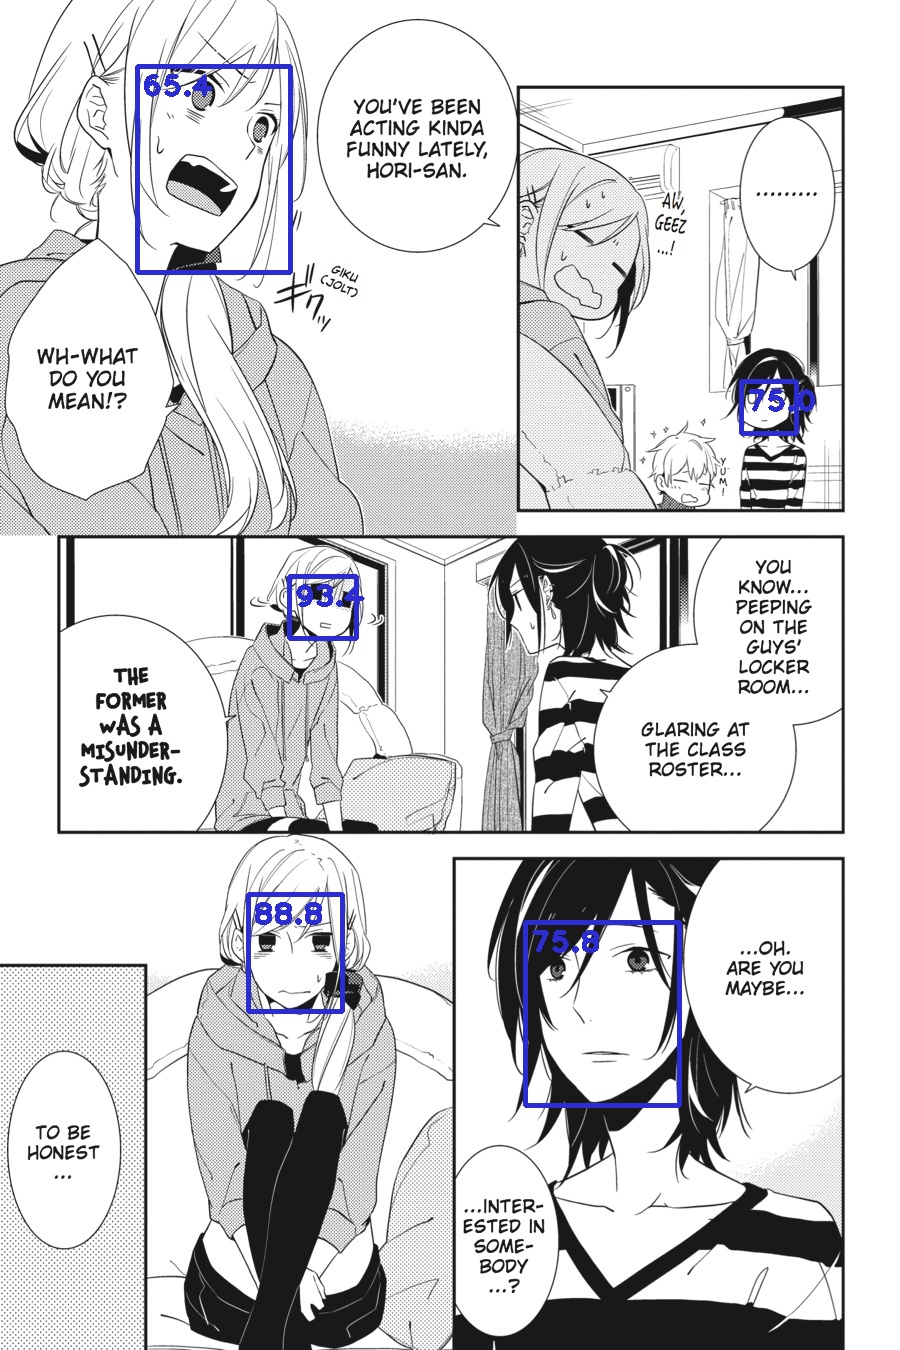 YOU'VE BEEN
ACTING KINDA
FUNNY LATELY,
HORI-SAN.
65.4
ギクッ
GIKU
(JOLT)
WH-WHAT
DO YOU
MEAN!?
.........
AW,
GEEZ
...!
75.0
YUM!
YOU
KNOW...
PEEPING
ON THE
GUYS'
LOCKER
ROOM...
GLARING AT
THE CLASS
ROSTER...
93.4
THE
FORMER
WAS A
MISUNDER-
STANDING.
...OH.
ARE YOU
MAYBE...
75.8
...INTER-
ESTED IN
SOME-
BODY
...?
88.8
TO BE
HONEST
...